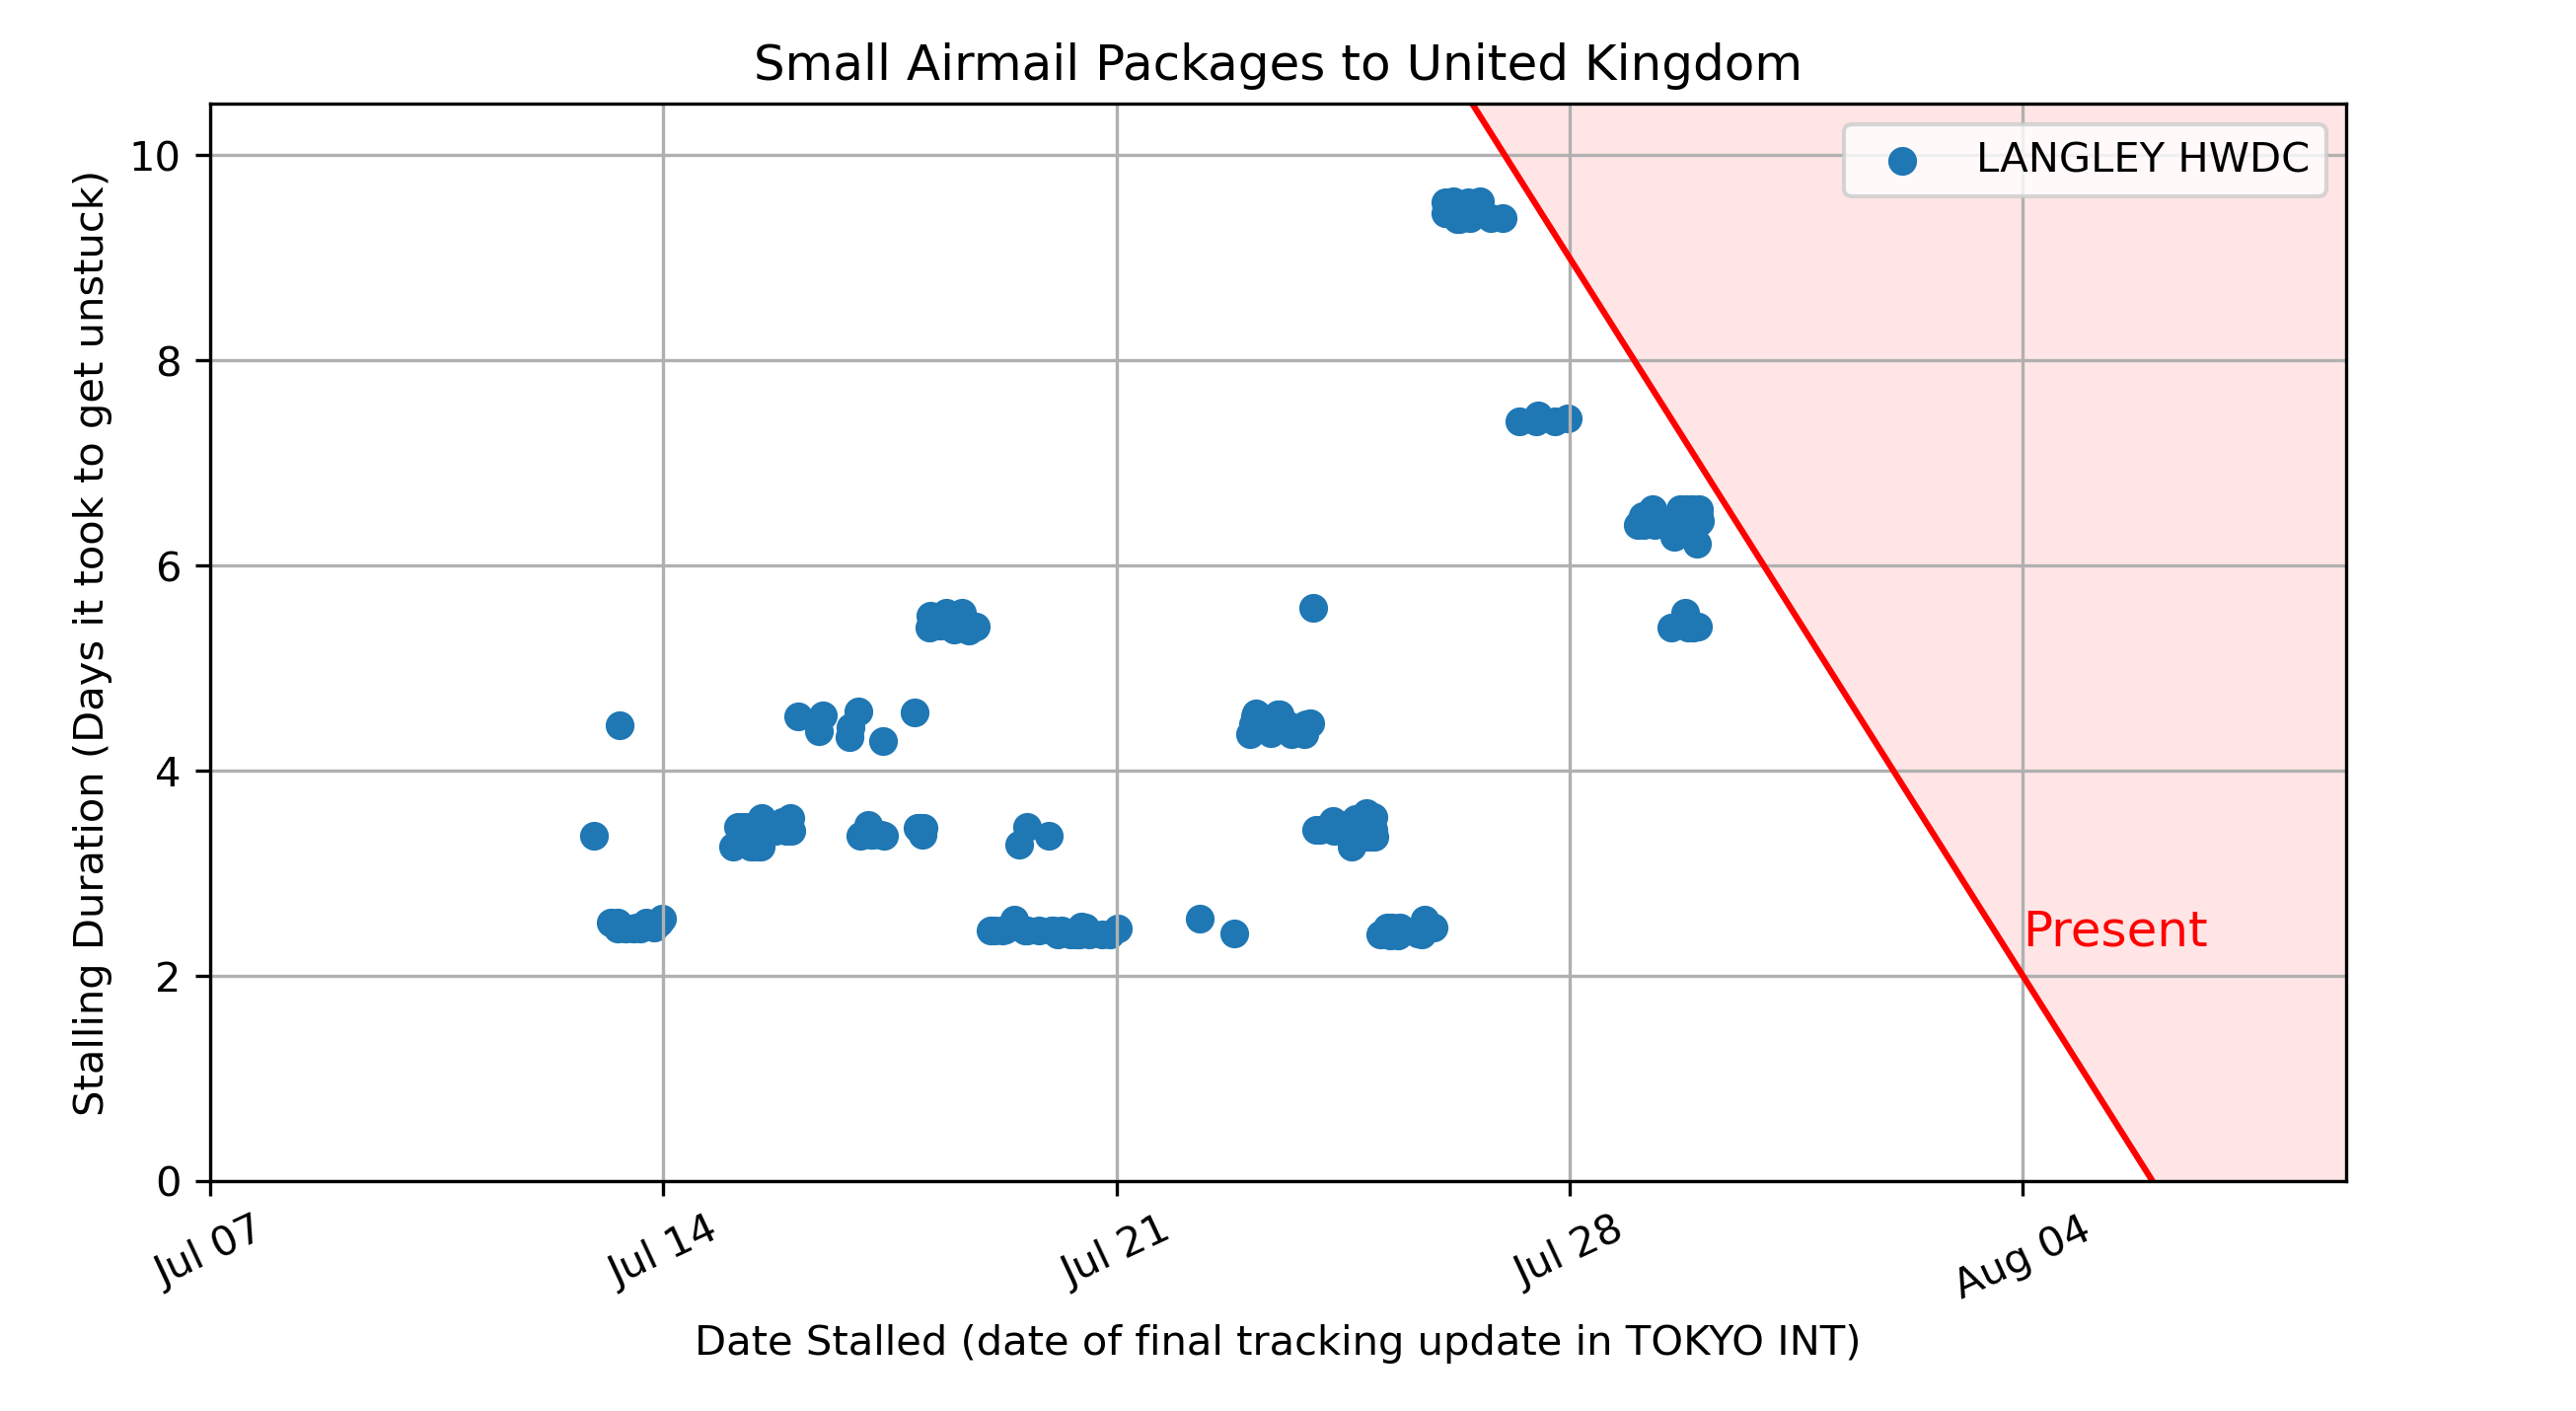 Small Airmail Packages to United Kingdom
LANGLEY HWDC
10
8
6
4
2
0
Stalling Duration (Days it took to get unstuck)
Present
Jul 07
Jul 14
Jul 21
Jul 28
Aug 04
Date Stalled (date of final tracking update in TOKYO INT)